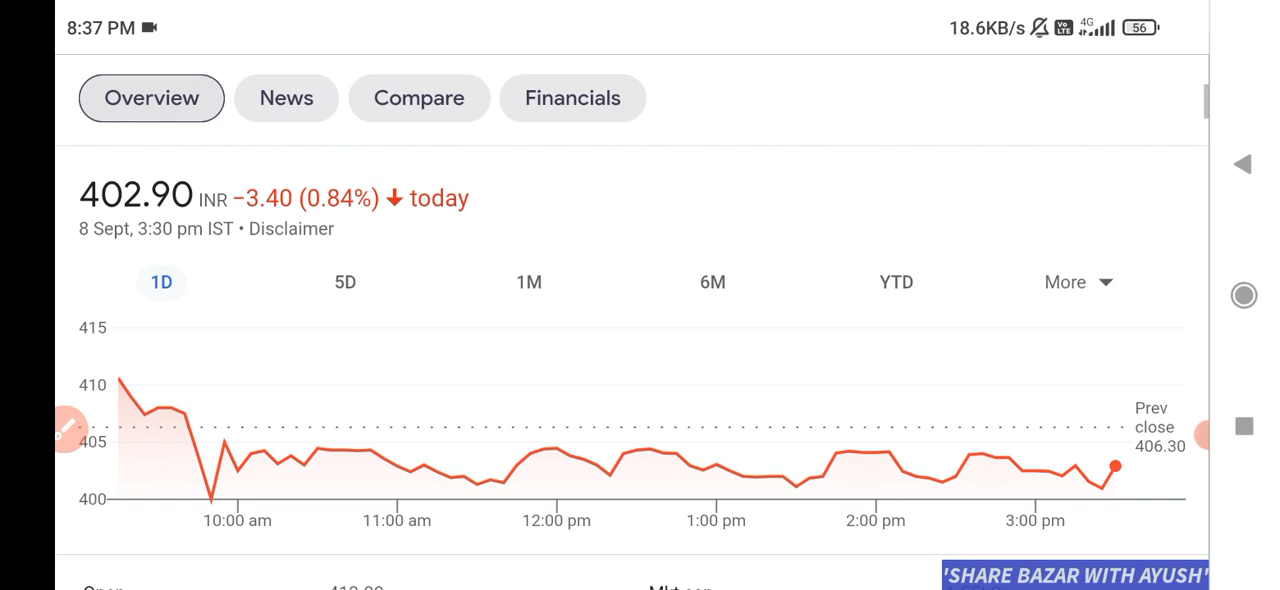 8:37 PM 18.6KB/s Vo LTE 4G 56
Overview News Compare Financials
402.90 INR −3.40 (0.84%) today
8 Sept, 3:30 pm IST • Disclaimer
1D 5D 1M 6M YTD More
415
410
405
400
Prev
close
406.30
10:00 am 11:00 am 12:00 pm 1:00 pm 2:00 pm 3:00 pm
'SHARE BAZAR WITH AYUSH'